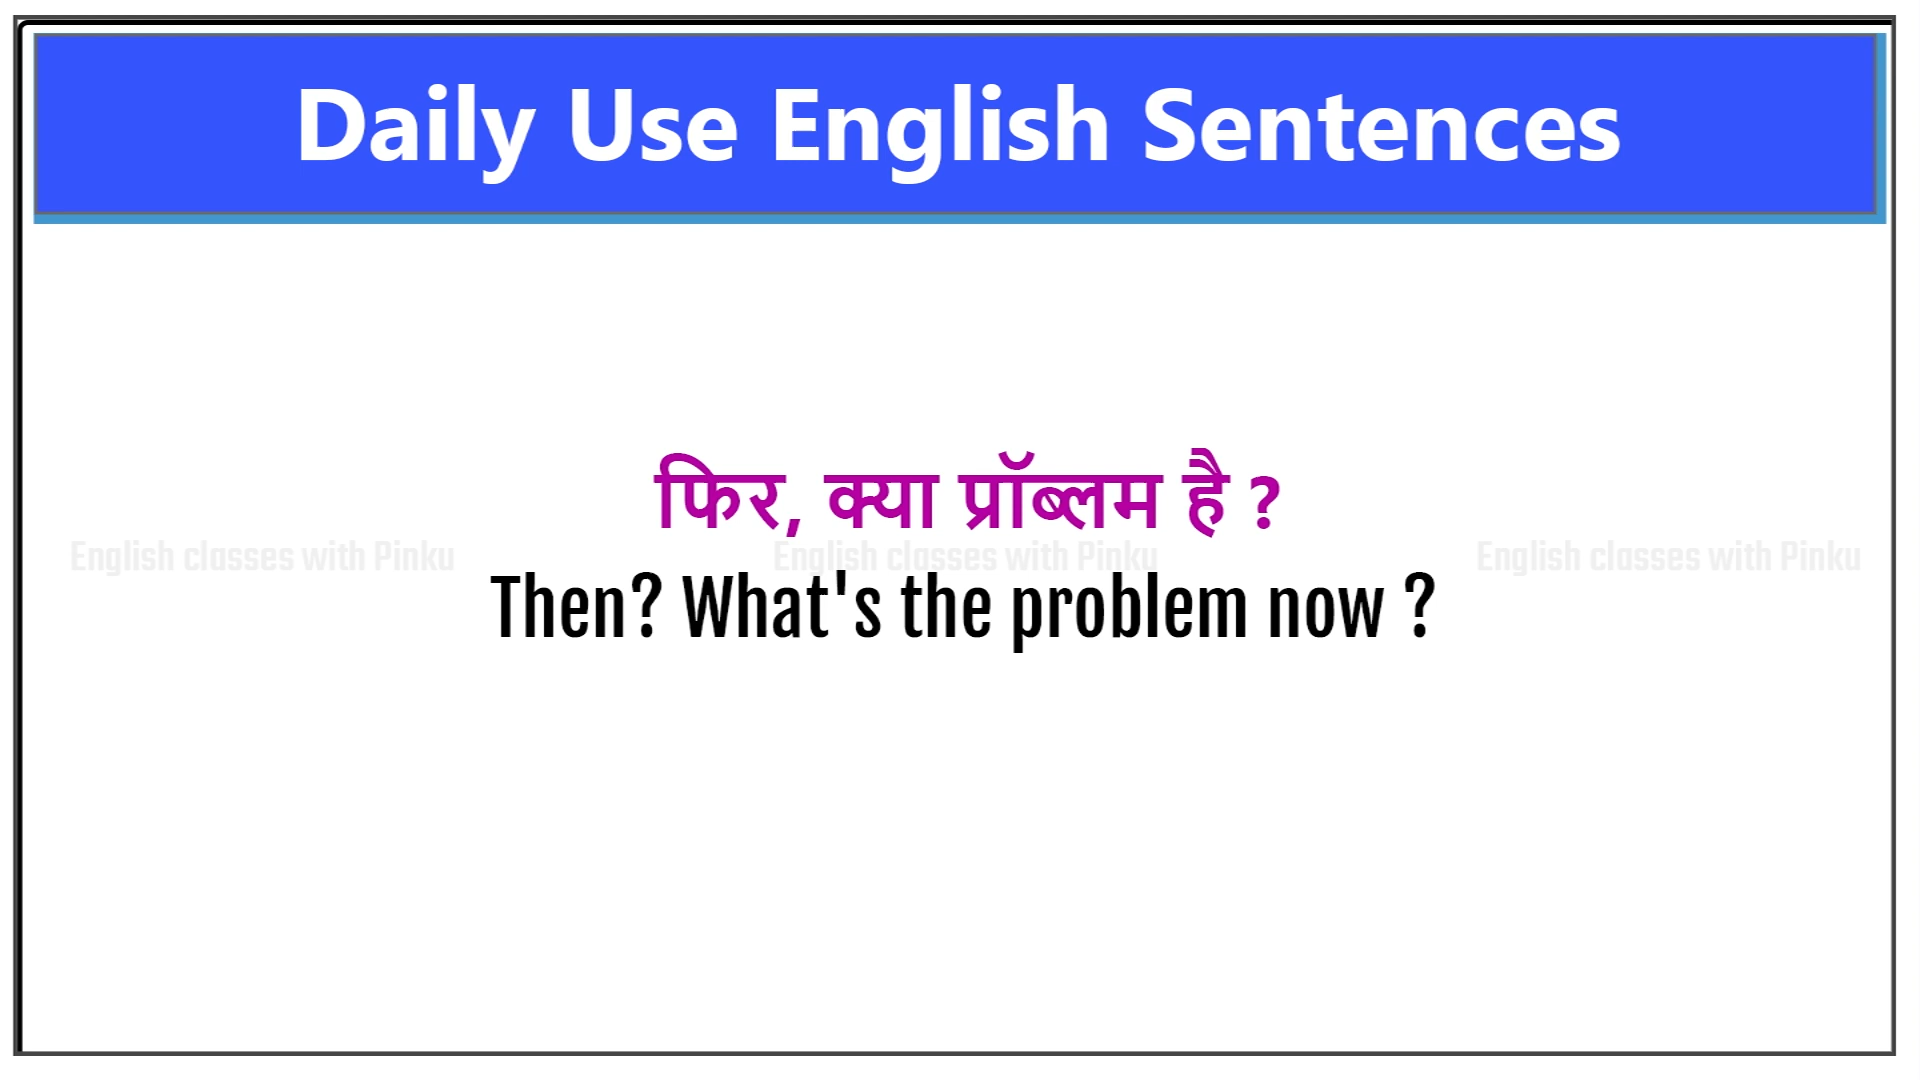 Daily Use English Sentences
फिर, क्या प्रॉब्लम है ?
English classes with Pinku English classes with Pinku English classes with Pinku
Then? What's the problem now ?